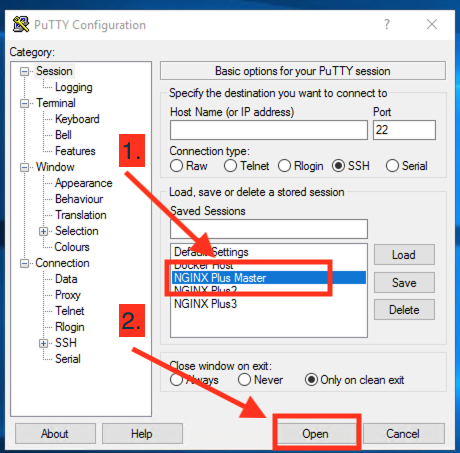 PuTTY Configuration
Category:
Session
Logging
Terminal
Keyboard
Bell
Features
Window
Appearance
Behaviour
Translation
Selection
Colours
Connection
Data
Proxy
Telnet
Rlogin
SSH
Serial
Basic options for your PuTTY session
Specify the destination you want to connect to
Host Name (or IP address) Port
22
Connection type:
Raw Telnet Rlogin SSH Serial
Load, save or delete a stored session
Saved Sessions
Default Settings
Docker Host
NGINX Plus Master
NGINX Plus2
NGINX Plus3
Load
Save
Delete
Close window on exit:
Always Never Only on clean exit
About Help Open Cancel
1.
2.